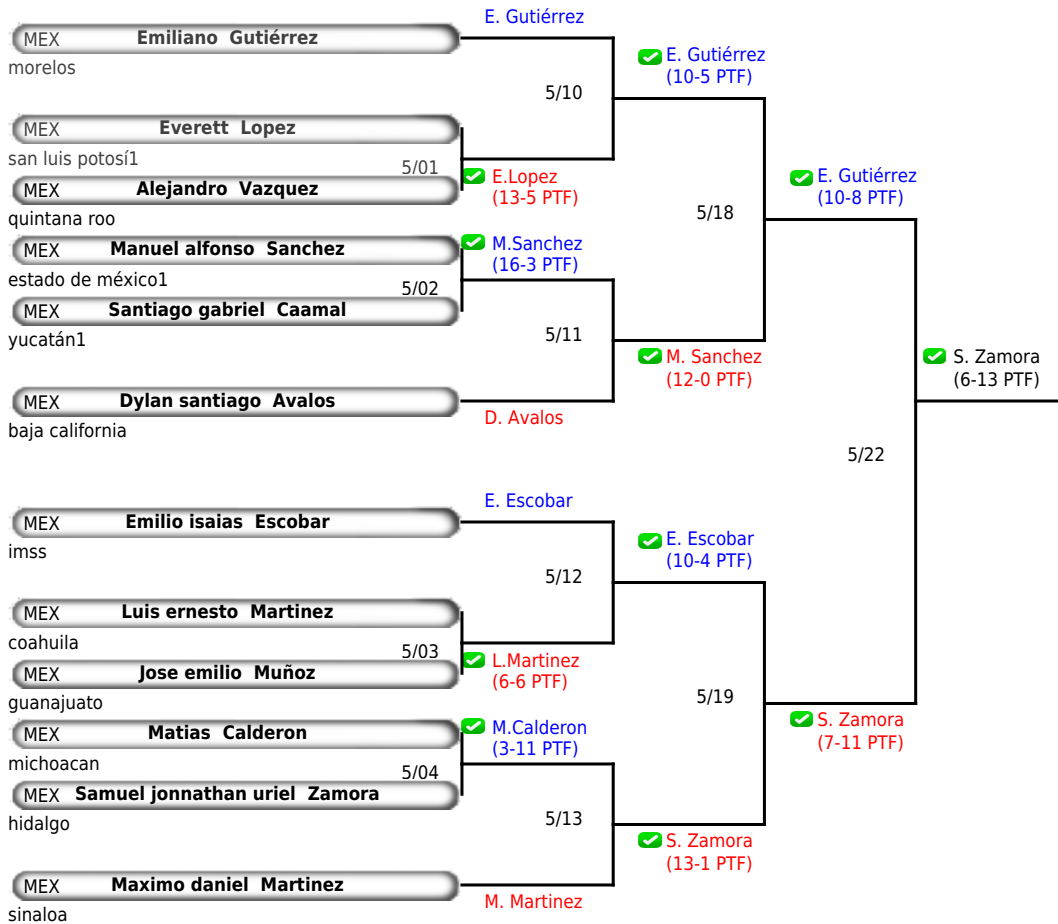 E. Gutiérrez
MEX Emiliano Gutiérrez
morelos
E. Gutiérrez
(10-5 PTF)
5/10
MEX Everett Lopez
san luis potosí1
5/01
E.Lopez
(13-5 PTF)
MEX Alejandro Vazquez
quintana roo
E. Gutiérrez
(10-8 PTF)
5/18
MEX Manuel alfonso Sanchez
estado de méxico1
M.Sanchez
(16-3 PTF)
5/02
MEX Santiago gabriel Caamal
yucatán1
5/11
M. Sanchez
(12-0 PTF)
S. Zamora
(6-13 PTF)
MEX Dylan santiago Avalos
baja california
D. Avalos
5/22
E. Escobar
MEX Emilio isaias Escobar
imss
E. Escobar
(10-4 PTF)
5/12
MEX Luis ernesto Martinez
coahuila
5/03
L.Martinez
(6-6 PTF)
MEX Jose emilio Muñoz
guanajuato
5/19
S. Zamora
(7-11 PTF)
MEX Matias Calderon
michoacan
M.Calderon
(3-11 PTF)
5/04
MEX Samuel jonnathan uriel Zamora
hidalgo
5/13
S. Zamora
(13-1 PTF)
MEX Maximo daniel Martinez
sinaloa
M. Martinez